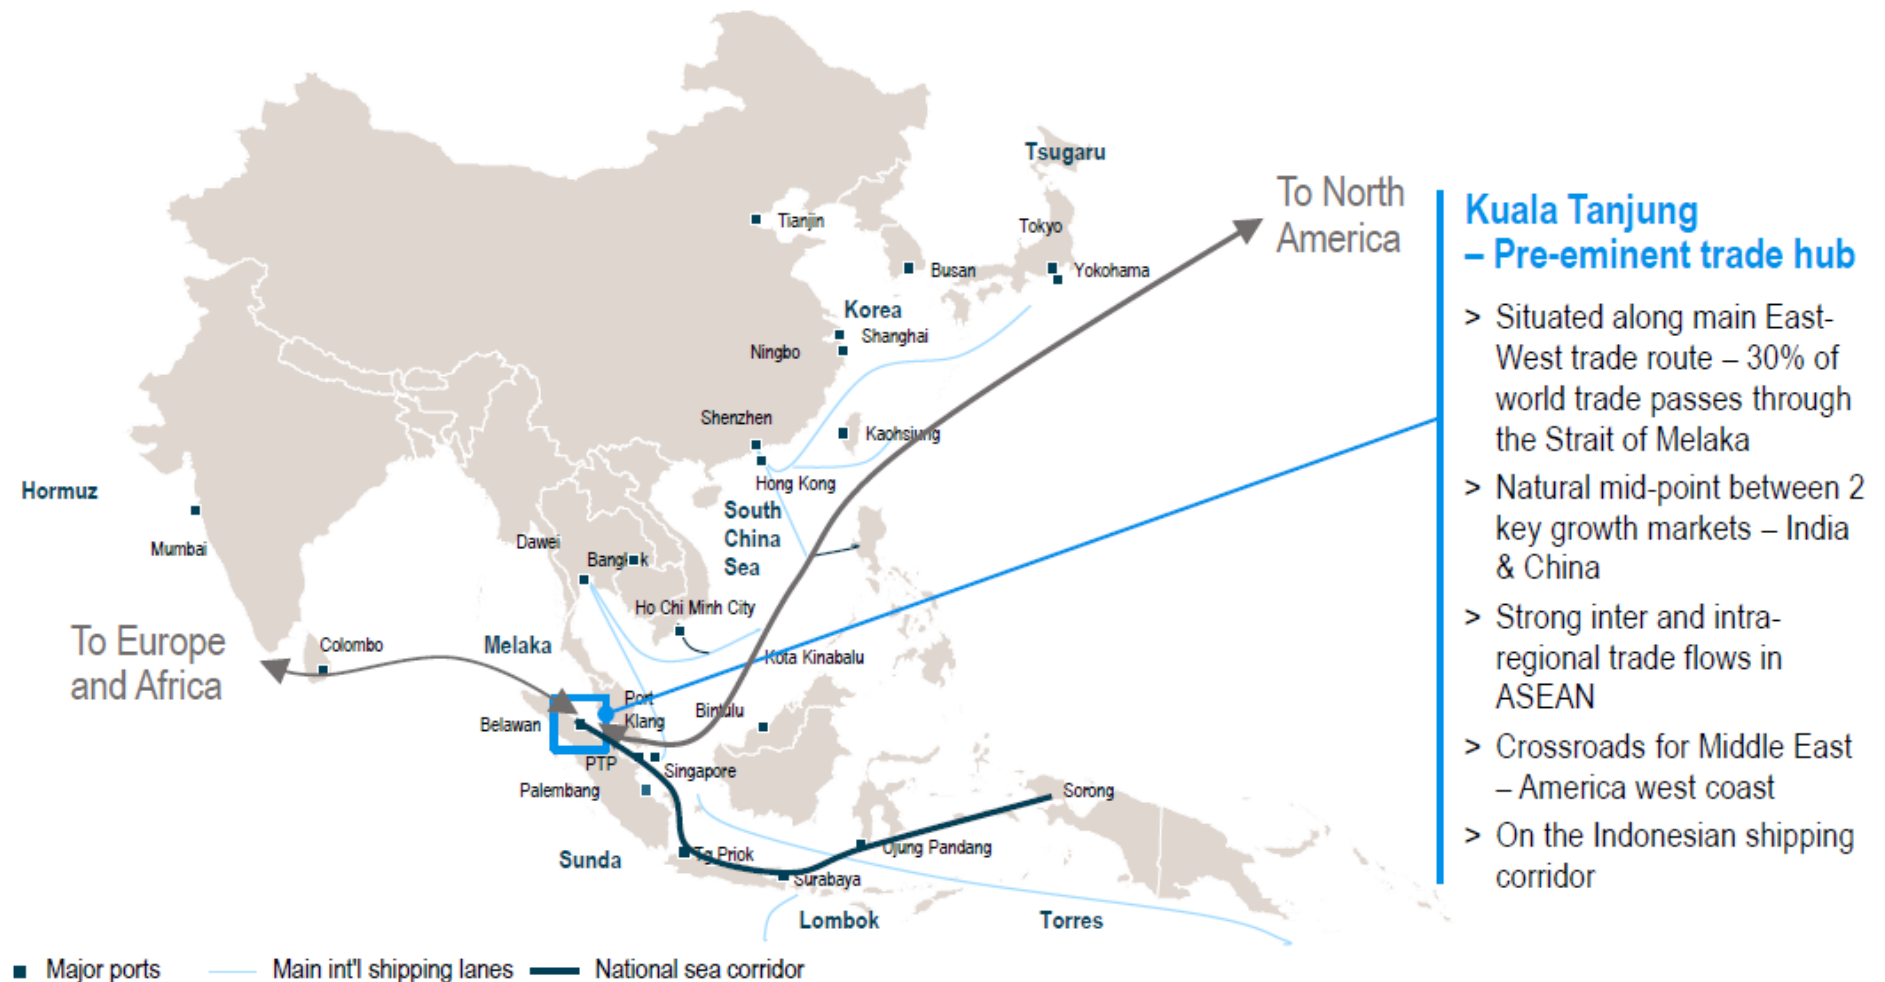 Tsugaru
To North
America
Tianjin
Tokyo
Busan
Yokohama
Korea
Shanghai
Ningbo
Shenzhen
Kaohsiung
Hong Kong
Hormuz
South
China
Sea
Mumbai
Dawei
Bangkok
Ho Chi Minh City
To Europe
and Africa
Colombo
Melaka
Kota Kinabalu
Port
Klang
Bintulu
Belawan
PTP
Singapore
Palembang
Sorong
Sunda
Tg Priok
Ujung Pandang
Surabaya
Lombok
Torres
Major ports
Main int'l shipping lanes
National sea corridor
Kuala Tanjung
– Pre-eminent trade hub
> Situated along main East-
West trade route – 30% of
world trade passes through
the Strait of Melaka
> Natural mid-point between 2
key growth markets – India
& China
> Strong inter and intra-
regional trade flows in
ASEAN
> Crossroads for Middle East
– America west coast
> On the Indonesian shipping
corridor